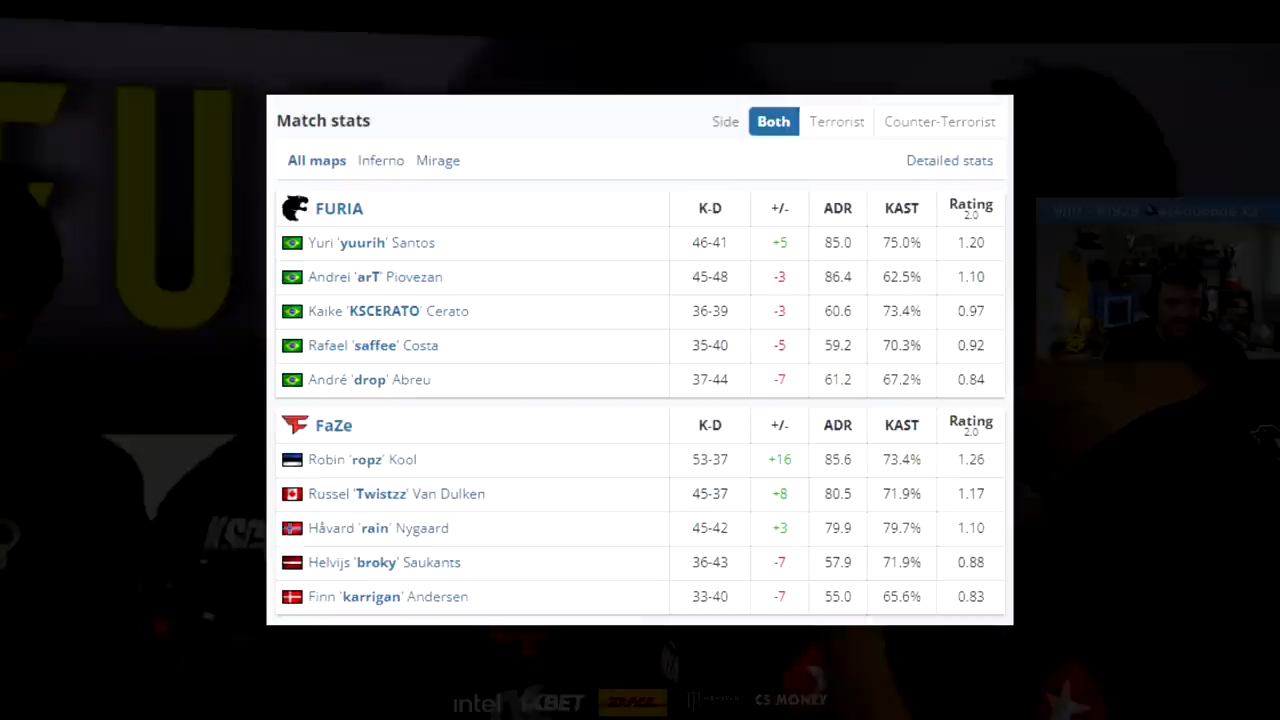 FU
Match stats Side Both Terrorist Counter-Terrorist
All maps Inferno Mirage Detailed stats
FURIA K-D +/- ADR KAST Rating 2.0
Yuri 'yuurih' Santos 46-41 +5 85.0 75.0% 1.20
Andrei 'arT' Piovezan 45-48 -3 86.4 62.5% 1.10
Kaike 'KSCERATO' Cerato 36-39 -3 60.6 73.4% 0.97
Rafael 'saffee' Costa 35-40 -5 59.2 70.3% 0.92
André 'drop' Abreu 37-44 -7 61.2 67.2% 0.84
FaZe K-D +/- ADR KAST Rating 2.0
Robin 'ropz' Kool 53-37 +16 85.6 73.4% 1.26
Russel 'Twistzz' Van Dulken 45-37 +8 80.5 71.9% 1.17
Håvard 'rain' Nygaard 45-42 +3 79.9 79.7% 1.10
Helvijs 'broky' Saukants 36-43 -7 57.9 71.9% 0.88
Finn 'karrigan' Andersen 33-40 -7 55.0 65.6% 0.83
intel 1XBET DHL CS MONEY